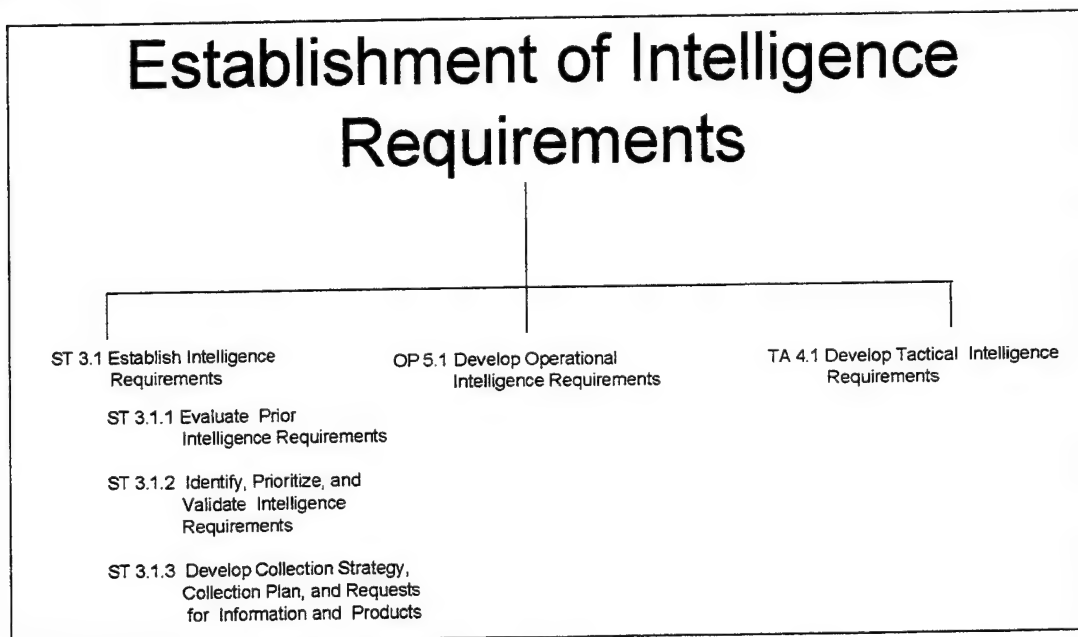 Establishment of Intelligence
Requirements
ST 3.1 Establish Intelligence
Requirements
ST 3.1.1 Evaluate Prior
Intelligence Requirements
ST 3.1.2 Identify, Prioritize, and
Validate Intelligence
Requirements
ST 3.1.3 Develop Collection Strategy,
Collection Plan, and Requests
for Information and Products
OP 5.1 Develop Operational
Intelligence Requirements
TA 4.1 Develop Tactical Intelligence
Requirements